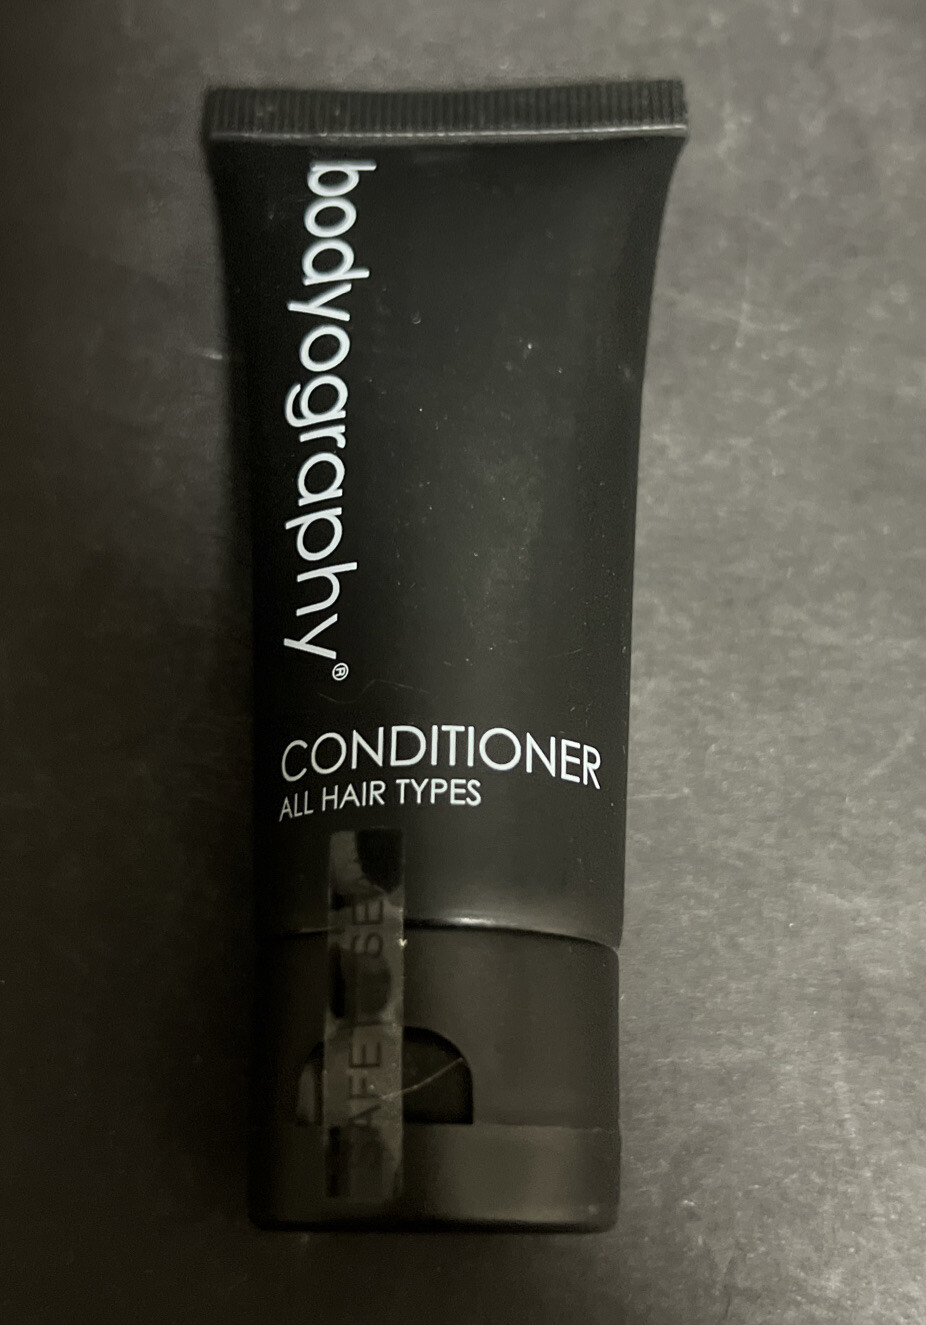 bodyography®
CONDITIONER
ALL HAIR TYPES